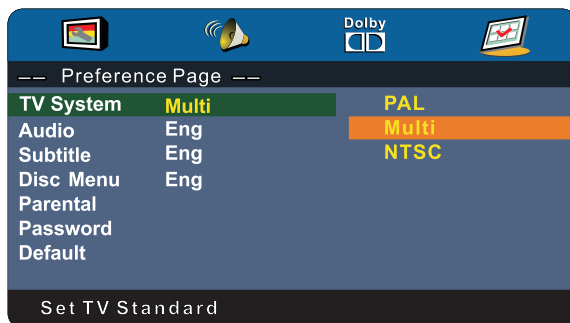 Dolby
-- Preference Page --
TV System Multi PAL
Audio Eng Multi
Subtitle Eng NTSC
Disc Menu Eng
Parental
Password
Default
Set TV Standard